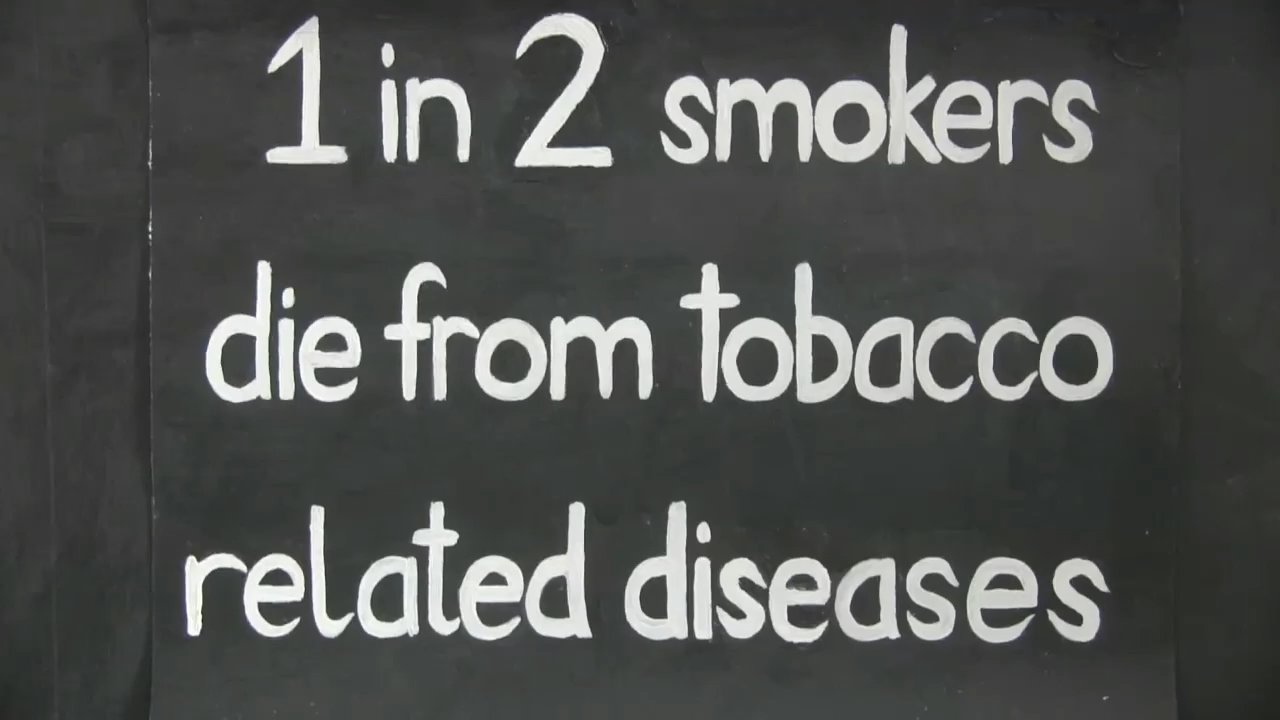 1 in 2 smokers
die from tobacco
related diseases